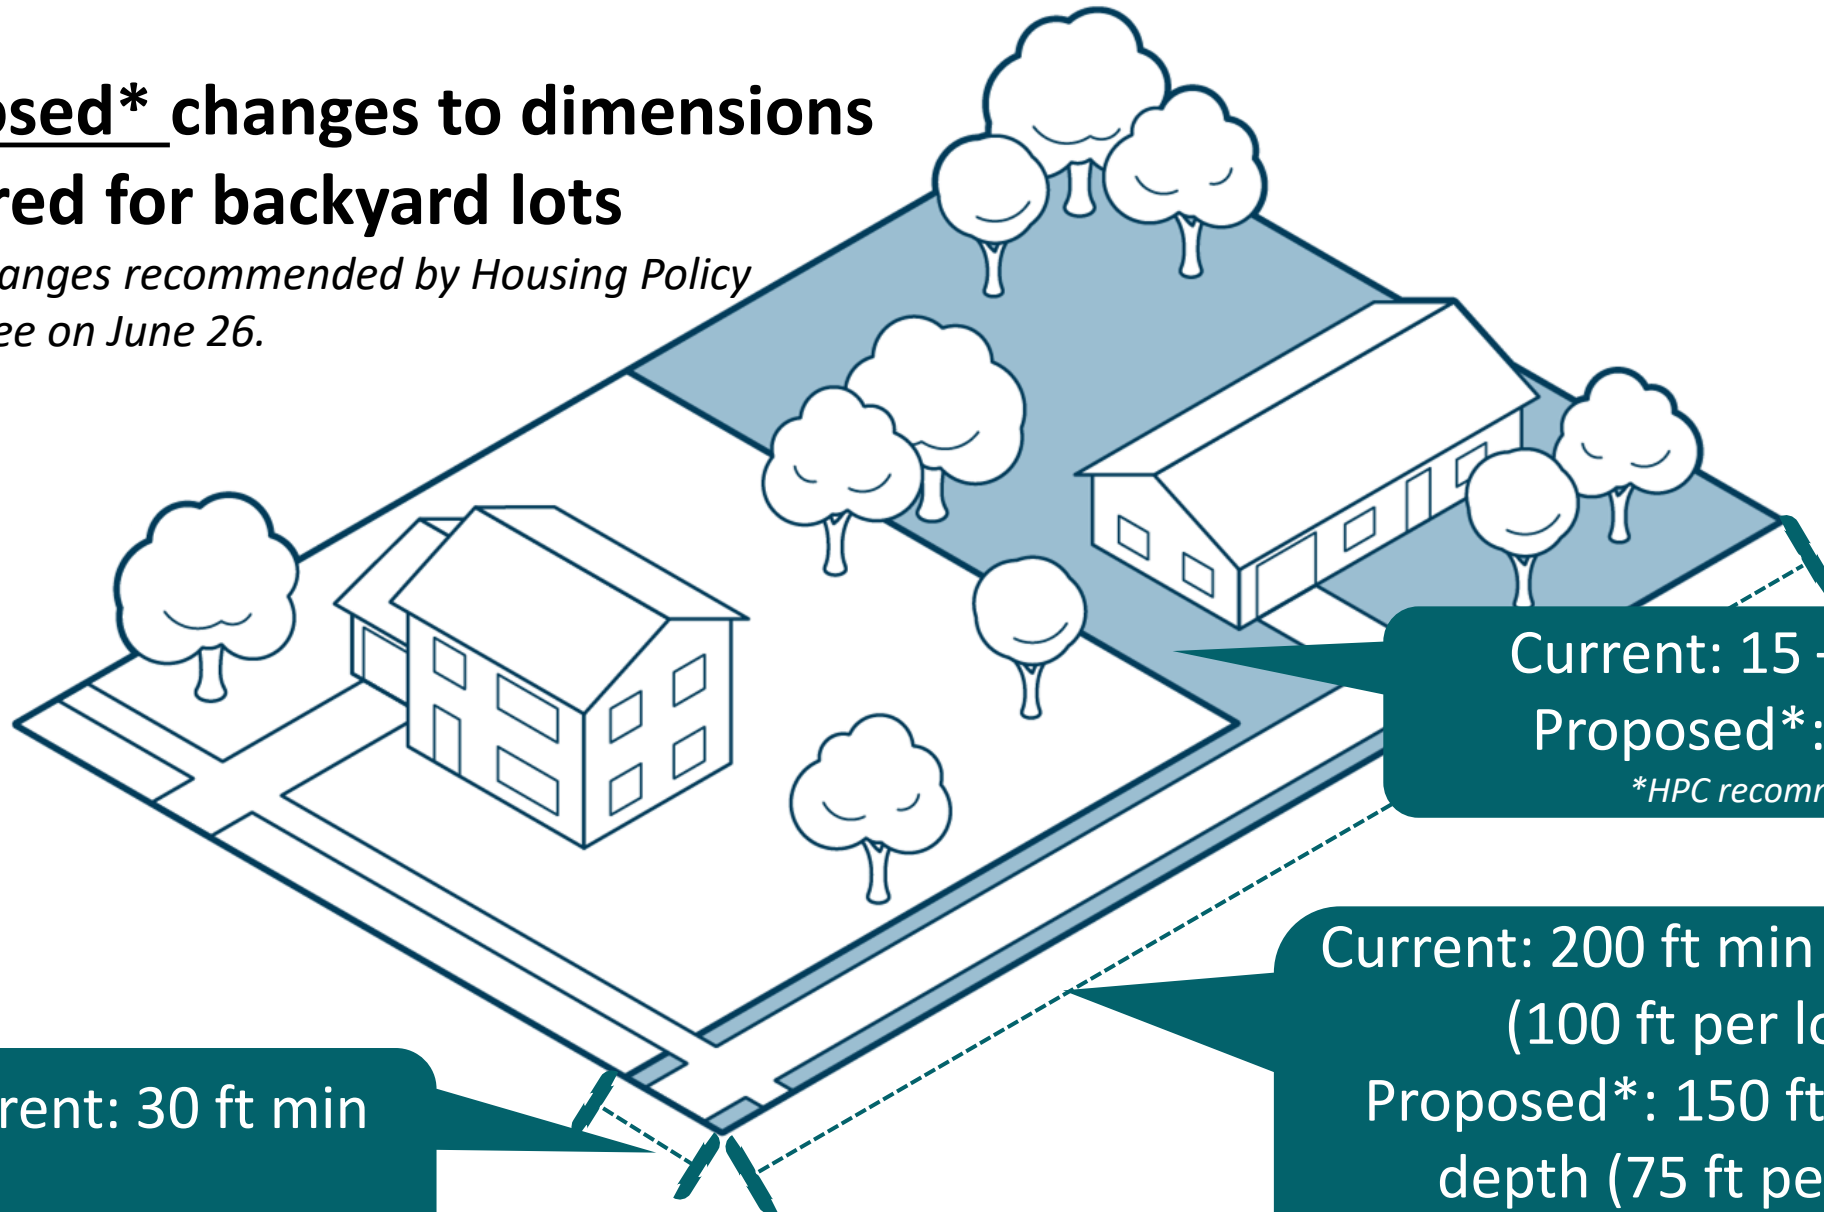 osed* changes to dimensions
red for backyard lots
anges recommended by Housing Policy
ee on June 26.
Current: 15 -
Proposed*:
*HPC recomm
Current: 200 ft min
(100 ft per lo
Proposed*: 150 ft
depth (75 ft pe
rent: 30 ft min